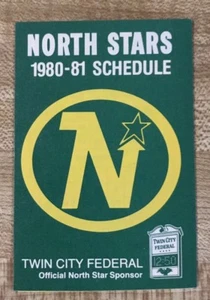 NORTH STARS
1980-81 SCHEDULE
N
TWIN CITY
FEDERAL
12:50
TWIN CITY FEDERAL
Official North Star Sponsor